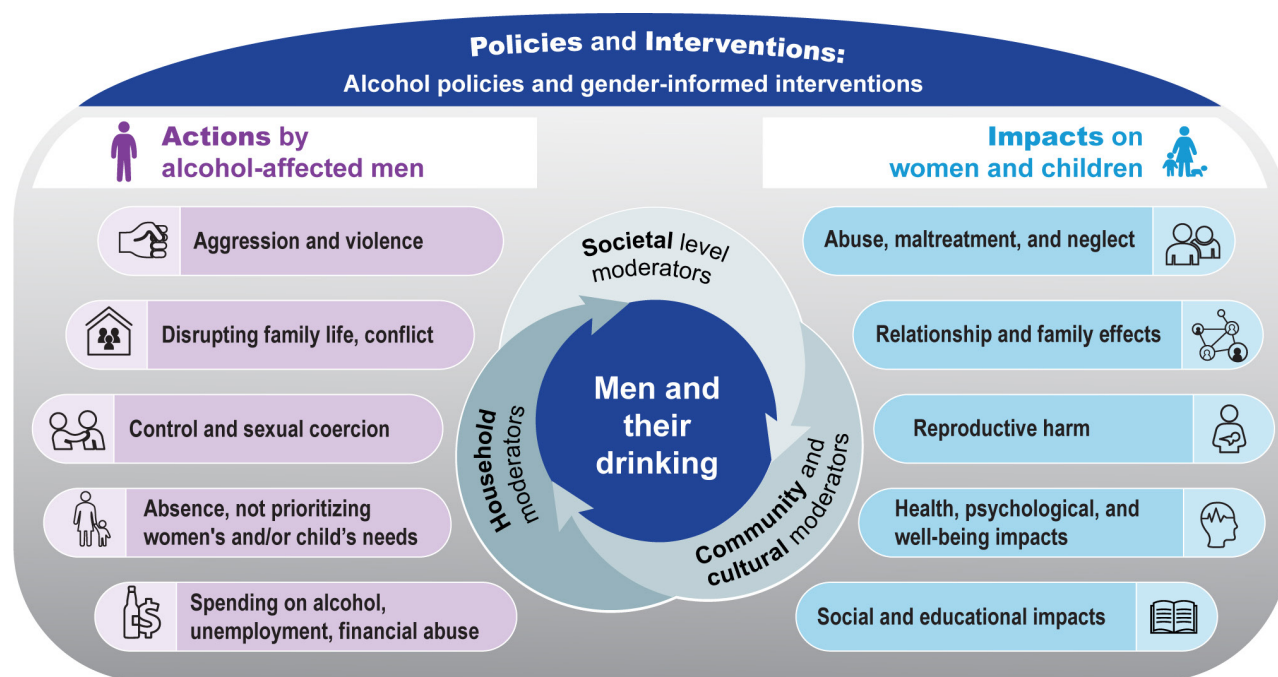 Policies and Interventions:
Alcohol policies and gender-informed interventions
Actions by
alcohol-affected men
Impacts on
women and children
Aggression and violence
Disrupting family life, conflict
Control and sexual coercion
Absence, not prioritizing
women's and/or child’s needs
Spending on alcohol,
unemployment, financial abuse
Societal level
moderators
Men and
their
drinking
Household
moderators
Community and
cultural moderators
Abuse, maltreatment, and neglect
Relationship and family effects
Reproductive harm
Health, psychological, and
well-being impacts
Social and educational impacts
$